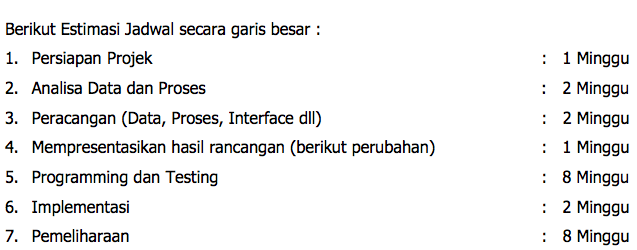 Berikut Estimasi Jadwal secara garis besar :
1. Persiapan Projek : 1 Minggu
2. Analisa Data dan Proses : 2 Minggu
3. Peracangan (Data, Proses, Interface dll) : 2 Minggu
4. Mempresentasikan hasil rancangan (berikut perubahan) : 1 Minggu
5. Programming dan Testing : 8 Minggu
6. Implementasi : 2 Minggu
7. Pemeliharaan : 8 Minggu